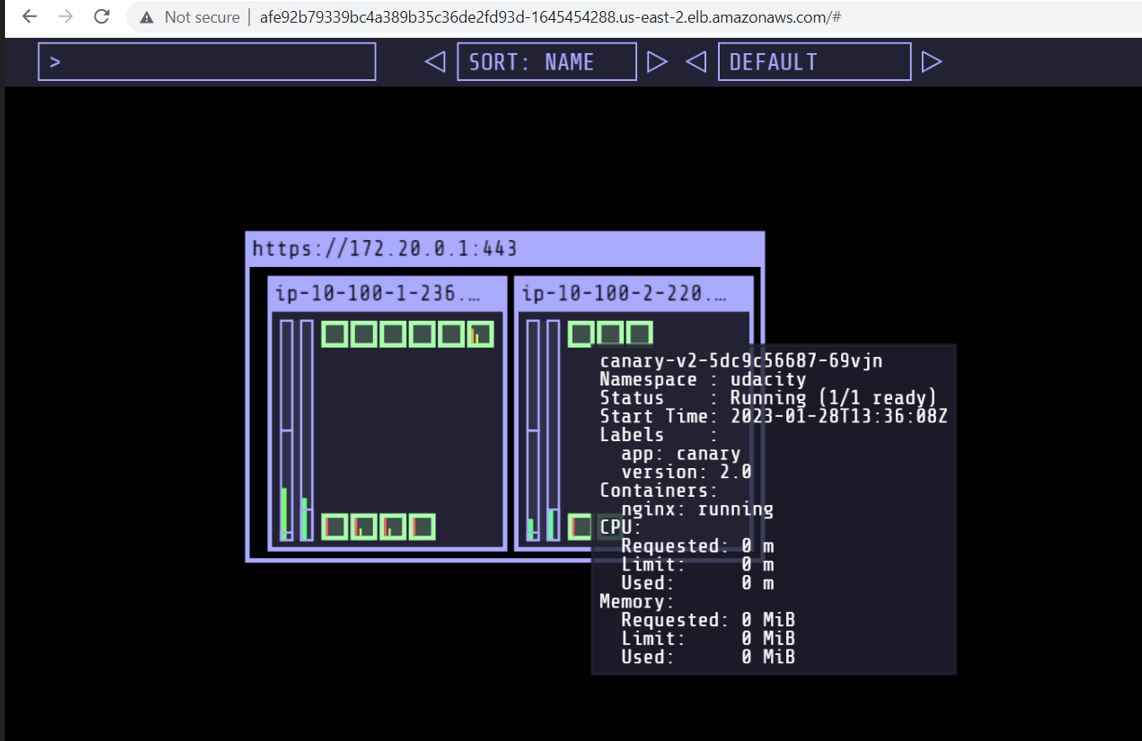 Not secure afe92b79339bc4a389b35c36de2fd93d-1645454288.us-east-2.elb.amazonaws.com/#
> SORT: NAME DEFAULT
https://172.20.0.1:443
ip-10-100-1-236.… ip-10-100-2-220.…
canary-v2-5dc9c56687-69vjn
Namespace : udacity
Status : Running (1/1 ready)
Start Time: 2023-01-28T13:36:08Z
Labels :
app: canary
version: 2.0
Containers:
nginx: running
CPU:
Requested: 0 m
Limit: 0 m
Used: 0 m
Memory:
Requested: 0 MiB
Limit: 0 MiB
Used: 0 MiB